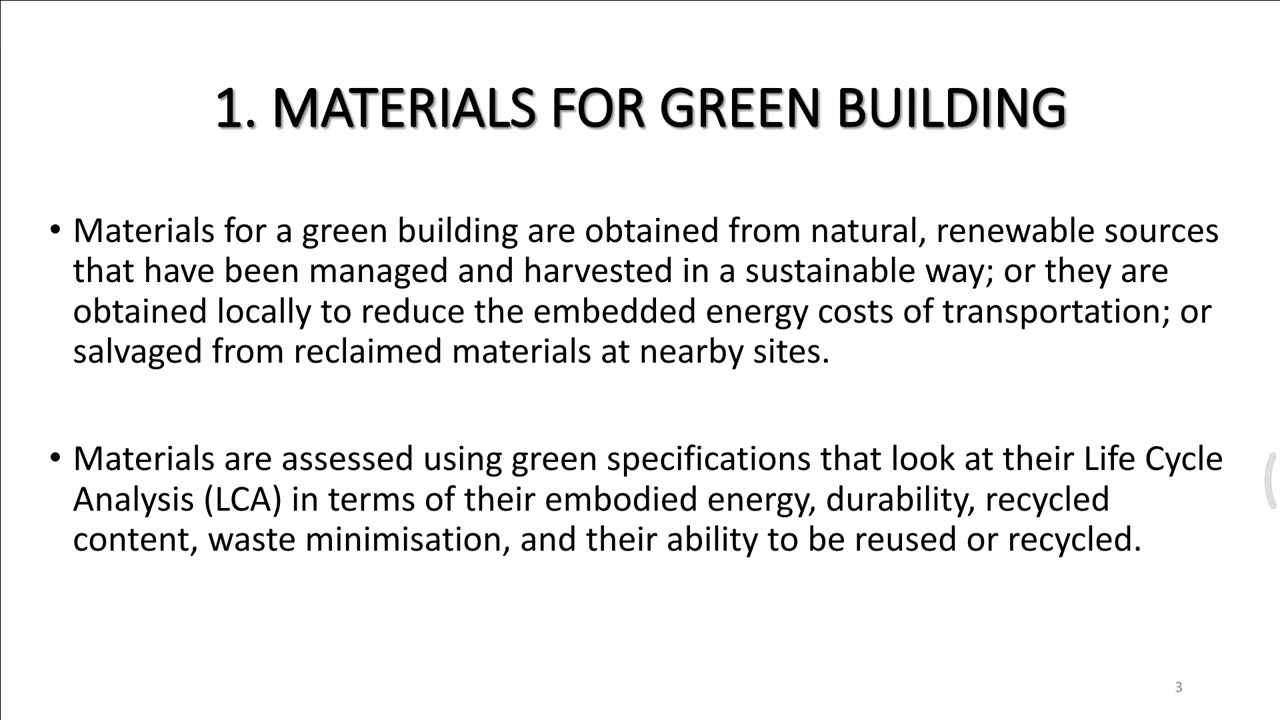 1. MATERIALS FOR GREEN BUILDING
• Materials for a green building are obtained from natural, renewable sources
that have been managed and harvested in a sustainable way; or they are
obtained locally to reduce the embedded energy costs of transportation; or
salvaged from reclaimed materials at nearby sites.
• Materials are assessed using green specifications that look at their Life Cycle
Analysis (LCA) in terms of their embodied energy, durability, recycled
content, waste minimisation, and their ability to be reused or recycled.
3